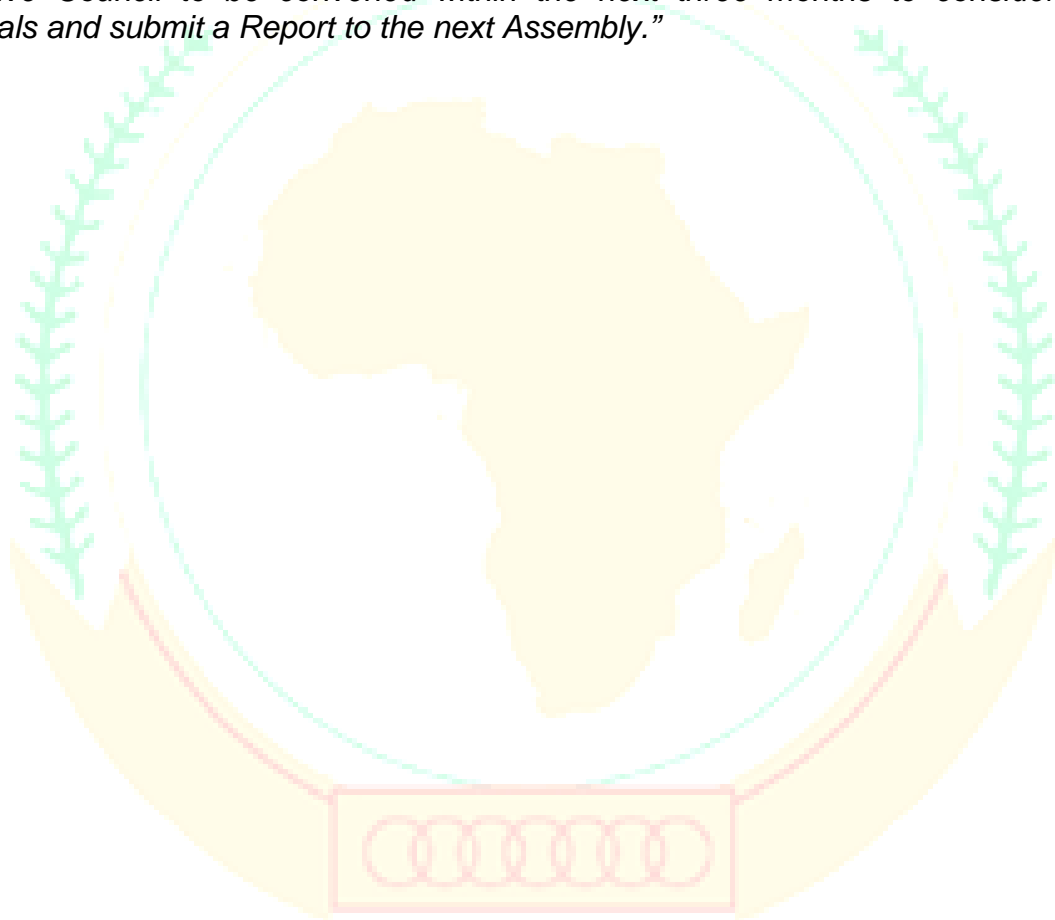 ve Council to be convened within the next three months to consider
als and submit a Report to the next Assembly.”